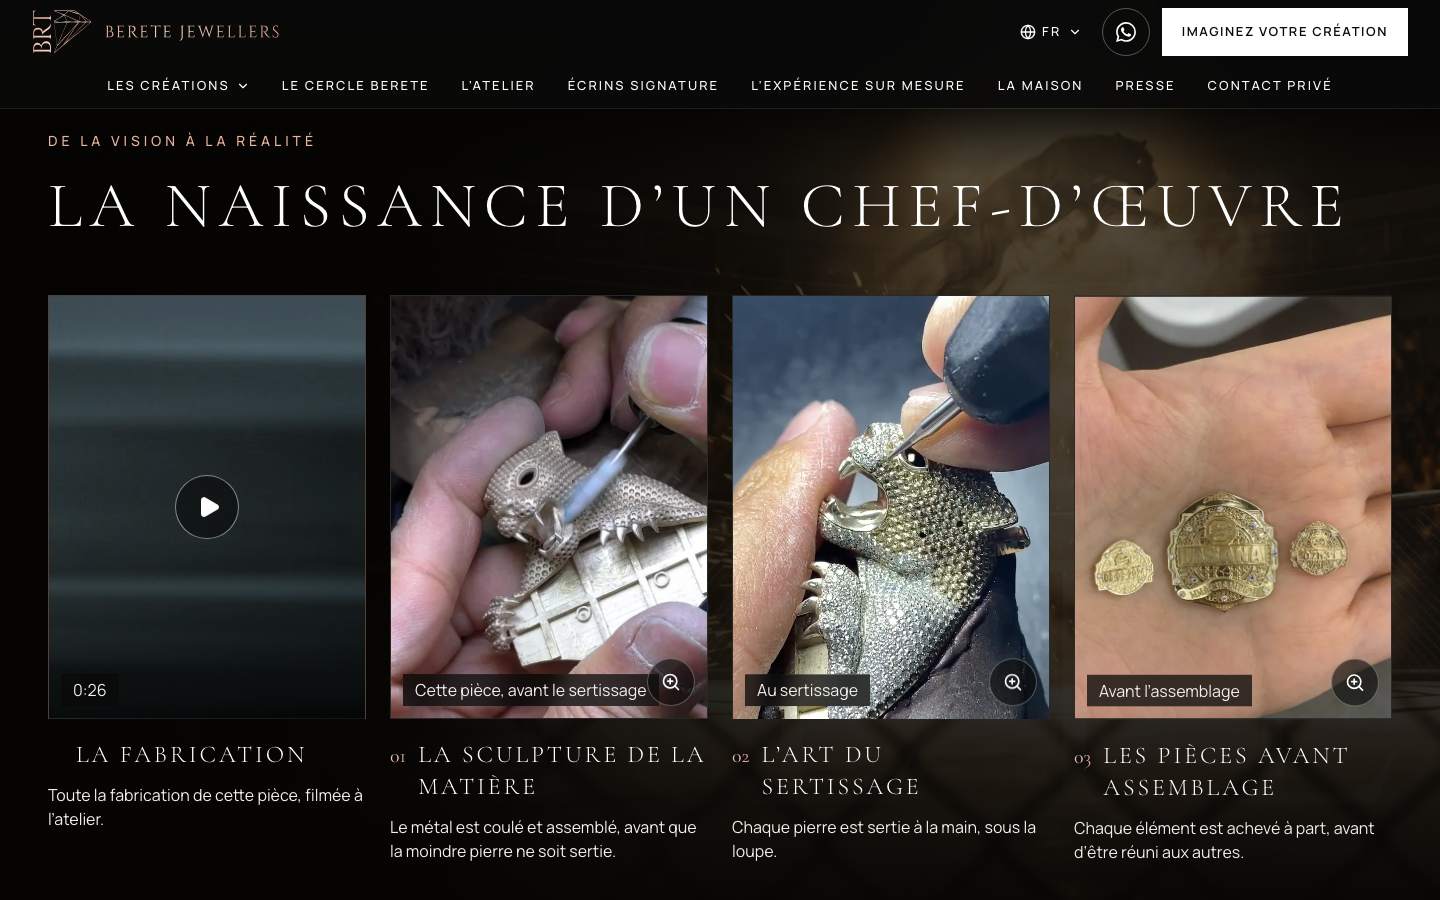 BRT BERETE JEWELLERS
FR
IMAGINEZ VOTRE CRÉATION
LES CRÉATIONS
LE CERCLE BERETE
L'ATELIER
ÉCRINS SIGNATURE
L'EXPÉRIENCE SUR MESURE
LA MAISON
PRESSE
CONTACT PRIVÉ
DE LA VISION À LA RÉALITÉ
LA NAISSANCE D’UN CHEF-D’ŒUVRE
0:26
Cette pièce, avant le sertissage
Au sertissage
Avant l’assemblage
LA FABRICATION
Toute la fabrication de cette pièce, filmée à
l’atelier.
01 LA SCULPTURE DE LA
MATIÈRE
Le métal est coulé et assemblé, avant que
la moindre pierre ne soit sertie.
02 L’ART DU
SERTISSAGE
Chaque pierre est sertie à la main, sous la
loupe.
03 LES PIÈCES AVANT
ASSEMBLAGE
Chaque élément est achevé à part, avant
d’être réuni aux autres.